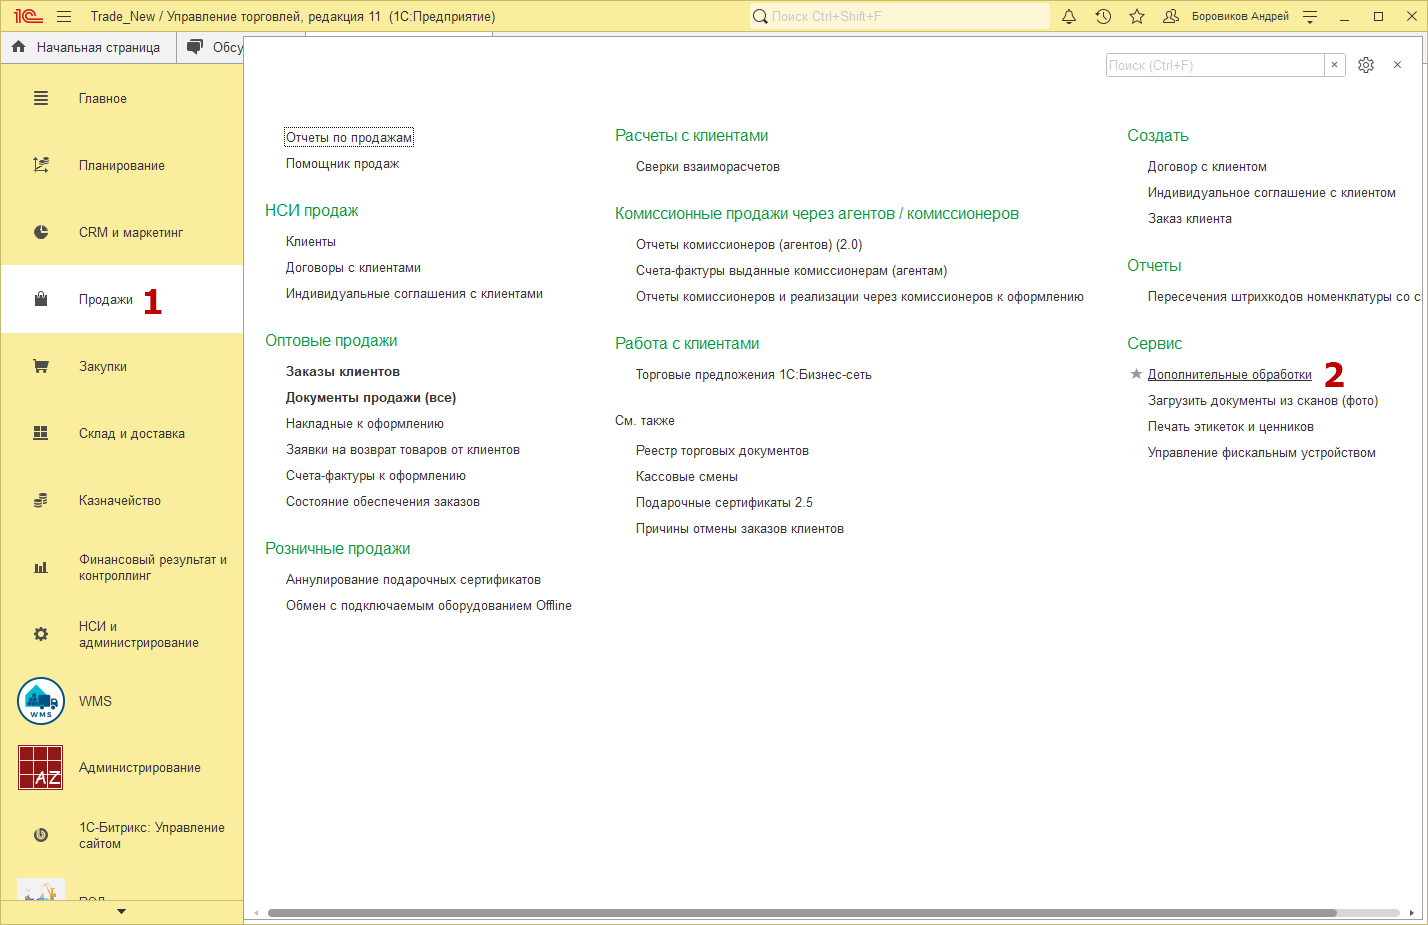 1С Trade_New / Управление торговлей, редакция 11 (1С:Предприятие)
Поиск Ctrl+Shift+F
Боровиков Андрей
Начальная страница
Обсу
Поиск (Ctrl+F)
Главное
Планирование
CRM и маркетинг
Продажи 1
Закупки
Склад и доставка
Казначейство
Финансовый результат и
контроллинг
НСИ и
администрирование
WMS
WMS
AZ
Администрирование
1С-Битрикс: Управление
сайтом
Отчеты по продажам
Помощник продаж
НСИ продаж
Клиенты
Договоры с клиентами
Индивидуальные соглашения с клиентами
Оптовые продажи
Заказы клиентов
Документы продажи (все)
Накладные к оформлению
Заявки на возврат товаров от клиентов
Счета-фактуры к оформлению
Состояние обеспечения заказов
Розничные продажи
Аннулирование подарочных сертификатов
Обмен с подключаемым оборудованием Offline
Расчеты с клиентами
Сверки взаиморасчетов
Комиссионные продажи через агентов / комиссионеров
Отчеты комиссионеров (агентов) (2.0)
Счета-фактуры выданные комиссионерам (агентам)
Отчеты комиссионеров и реализации через комиссионеров к оформлению
Работа с клиентами
Торговые предложения 1С:Бизнес-сеть
См. также
Реестр торговых документов
Кассовые смены
Подарочные сертификаты 2.5
Причины отмены заказов клиентов
Создать
Договор с клиентом
Индивидуальное соглашение с клиентом
Заказ клиента
Отчеты
Пересечения штрихкодов номенклатуры со с
Сервис
Дополнительные обработки 2
Загрузить документы из сканов (фото)
Печать этикеток и ценников
Управление фискальным устройством